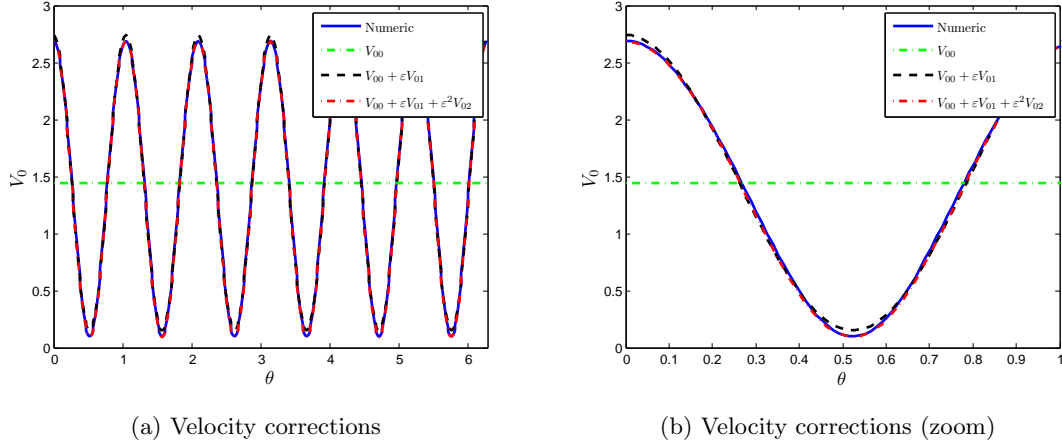 3
2.5
2
1.5
1
0.5
0
0 1 2 3 4 5 6
V₀
θ
Numeric
V₀₀
V₀₀ + εV₀₁
V₀₀ + εV₀₁ + ε²V₀₂
(a) Velocity corrections
3
2.5
2
1.5
1
0.5
0
0 0.1 0.2 0.3 0.4 0.5 0.6 0.7 0.8 0.9 1
V₀
θ
Numeric
V₀₀
V₀₀ + εV₀₁
V₀₀ + εV₀₁ + ε²V₀₂
(b) Velocity corrections (zoom)